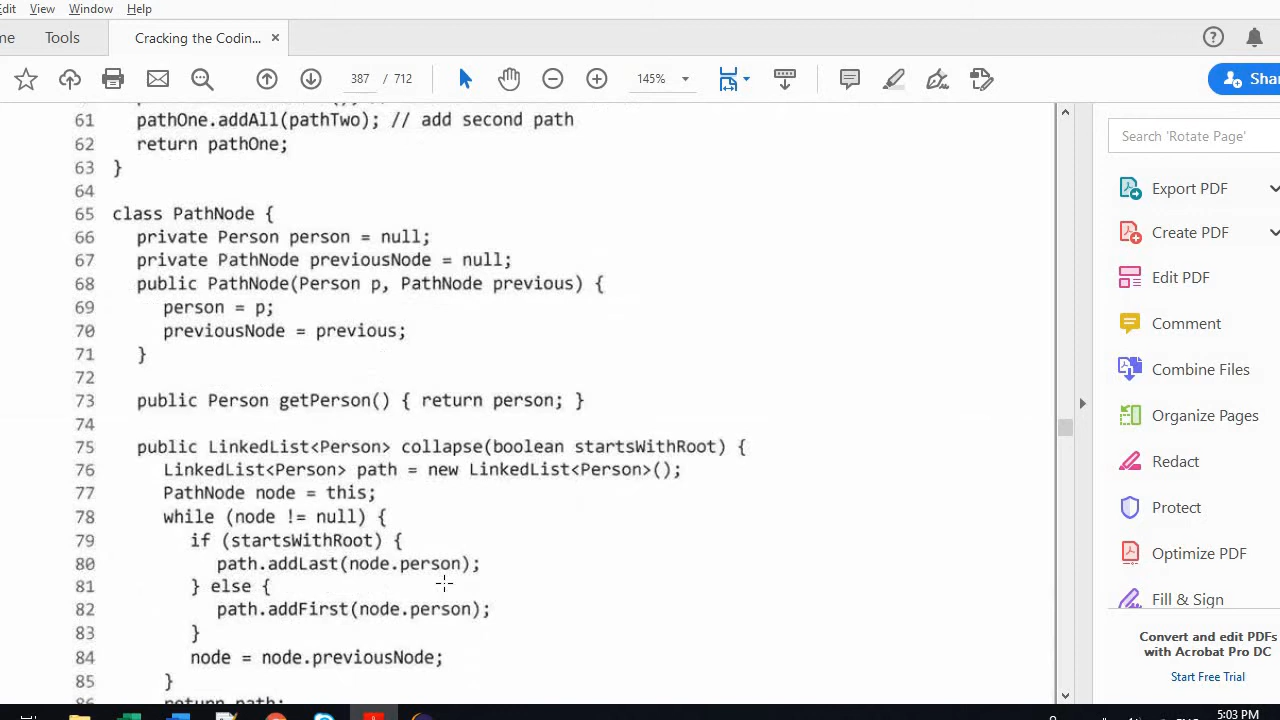 Edit View Window Help
Tools Cracking the Codin... ×
387 / 712 145% Share
61 pathOne.addAll(pathTwo); // add second path
62 return pathOne;
63 }
64
65 class PathNode {
66 private Person person = null;
67 private PathNode previousNode = null;
68 public PathNode(Person p, PathNode previous) {
69 person = p;
70 previousNode = previous;
71 }
72
73 public Person getPerson() { return person; }
74
75 public LinkedList<Person> collapse(boolean startsWithRoot) {
76 LinkedList<Person> path = new LinkedList<Person>();
77 PathNode node = this;
78 while (node != null) {
79 if (startsWithRoot) {
80 path.addLast(node.person);
81 } else {
82 path.addFirst(node.person);
83 }
84 node = node.previousNode;
85 }
86 return path;
Search 'Rotate Page'
Export PDF
Create PDF
Edit PDF
Comment
Combine Files
Organize Pages
Redact
Protect
Optimize PDF
Fill & Sign
Convert and edit PDFs
with Acrobat Pro DC
Start Free Trial
5:03 PM